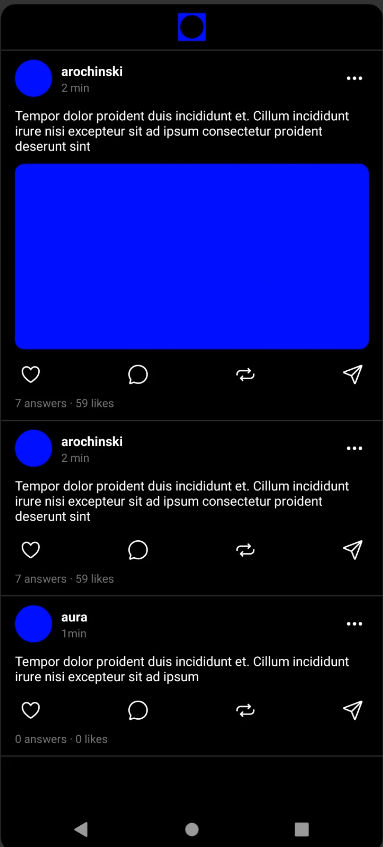 arochinski
2 min
Tempor dolor proident duis incididunt et. Cillum incididunt
irure nisi excepteur sit ad ipsum consectetur proident
deserunt sint
7 answers · 59 likes
arochinski
2 min
Tempor dolor proident duis incididunt et. Cillum incididunt
irure nisi excepteur sit ad ipsum consectetur proident
deserunt sint
7 answers · 59 likes
aura
1min
Tempor dolor proident duis incididunt et. Cillum incididunt
irure nisi excepteur sit ad ipsum
0 answers · 0 likes